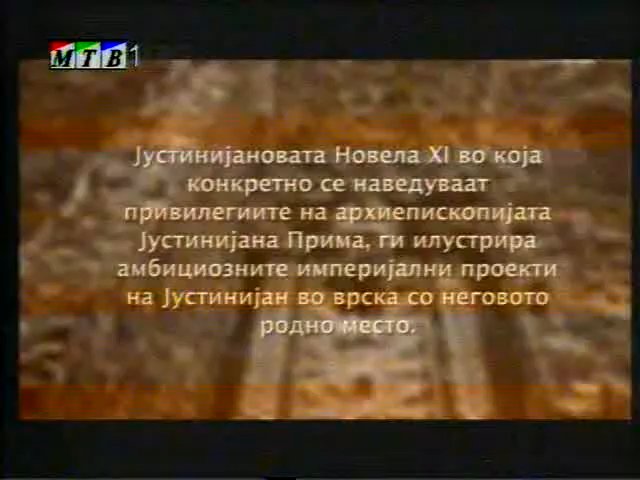 МТВ1
Јустинијановата Новела XI во која
конкретно се наведуваат
привилегиите на архиепископијата
Јустинијана Прима, ги илустрира
амбициозните империјални проекти
на Јустинијан во врска со неговото
родно место.